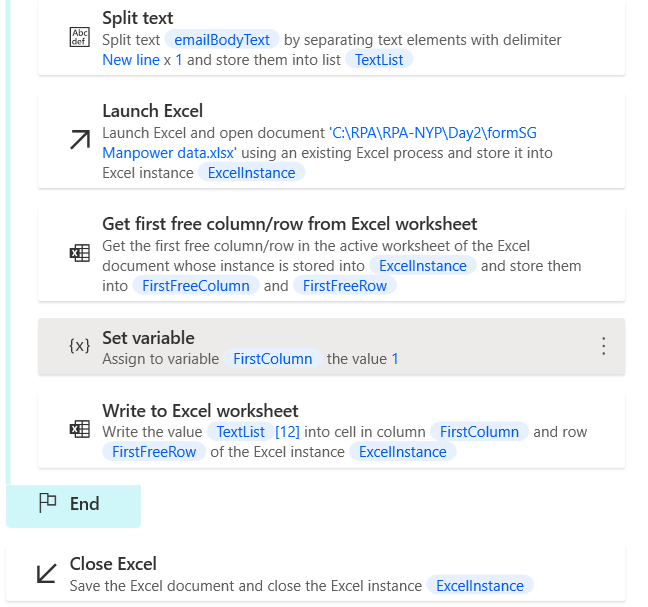 Split text
Abc
def
Split text emailBodyText by separating text elements with delimiter
New line x 1 and store them into list TextList
Launch Excel
Launch Excel and open document 'C:\RPA\RPA-NYP\Day2\formSG
Manpower data.xlsx' using an existing Excel process and store it into
Excel instance ExcelInstance
Get first free column/row from Excel worksheet
Get the first free column/row in the active worksheet of the Excel
document whose instance is stored into ExcelInstance and store them
into FirstFreeColumn and FirstFreeRow
Set variable
{x}
Assign to variable FirstColumn the value 1
Write to Excel worksheet
Write the value TextList [12] into cell in column FirstColumn and row
FirstFreeRow of the Excel instance ExcelInstance
End
Close Excel
Save the Excel document and close the Excel instance ExcelInstance